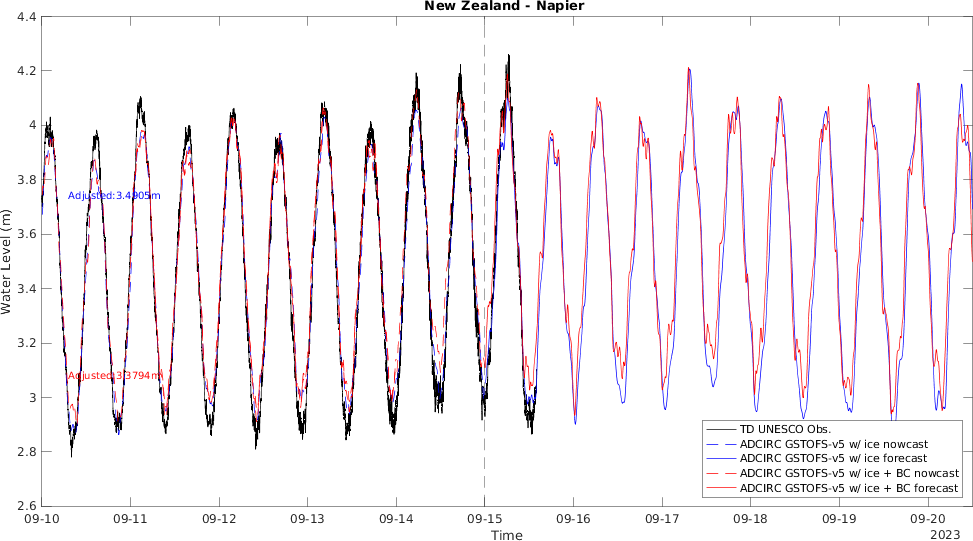 New Zealand - Napier
4.4
4.2
4
3.8
3.6
3.4
3.2
3
2.8
2.6
Water Level (m)
Adjusted:3.4905m
Adjusted:3.3794m
TD UNESCO Obs.
ADCIRC GSTOFS-v5 w/ ice nowcast
ADCIRC GSTOFS-v5 w/ ice forecast
ADCIRC GSTOFS-v5 w/ ice + BC nowcast
ADCIRC GSTOFS-v5 w/ ice + BC forecast
09-10 09-11 09-12 09-13 09-14 09-15 09-16 09-17 09-18 09-19 09-20
Time
2023